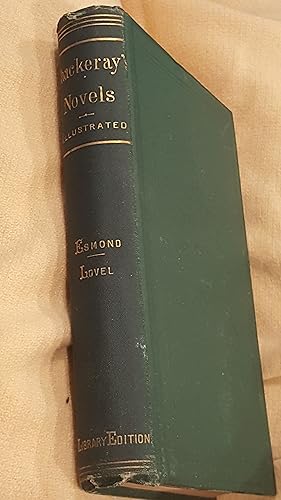 Thackeray's
Novels
ILLUSTRATED
ESMOND
LOVEL
LIBRARY EDITION